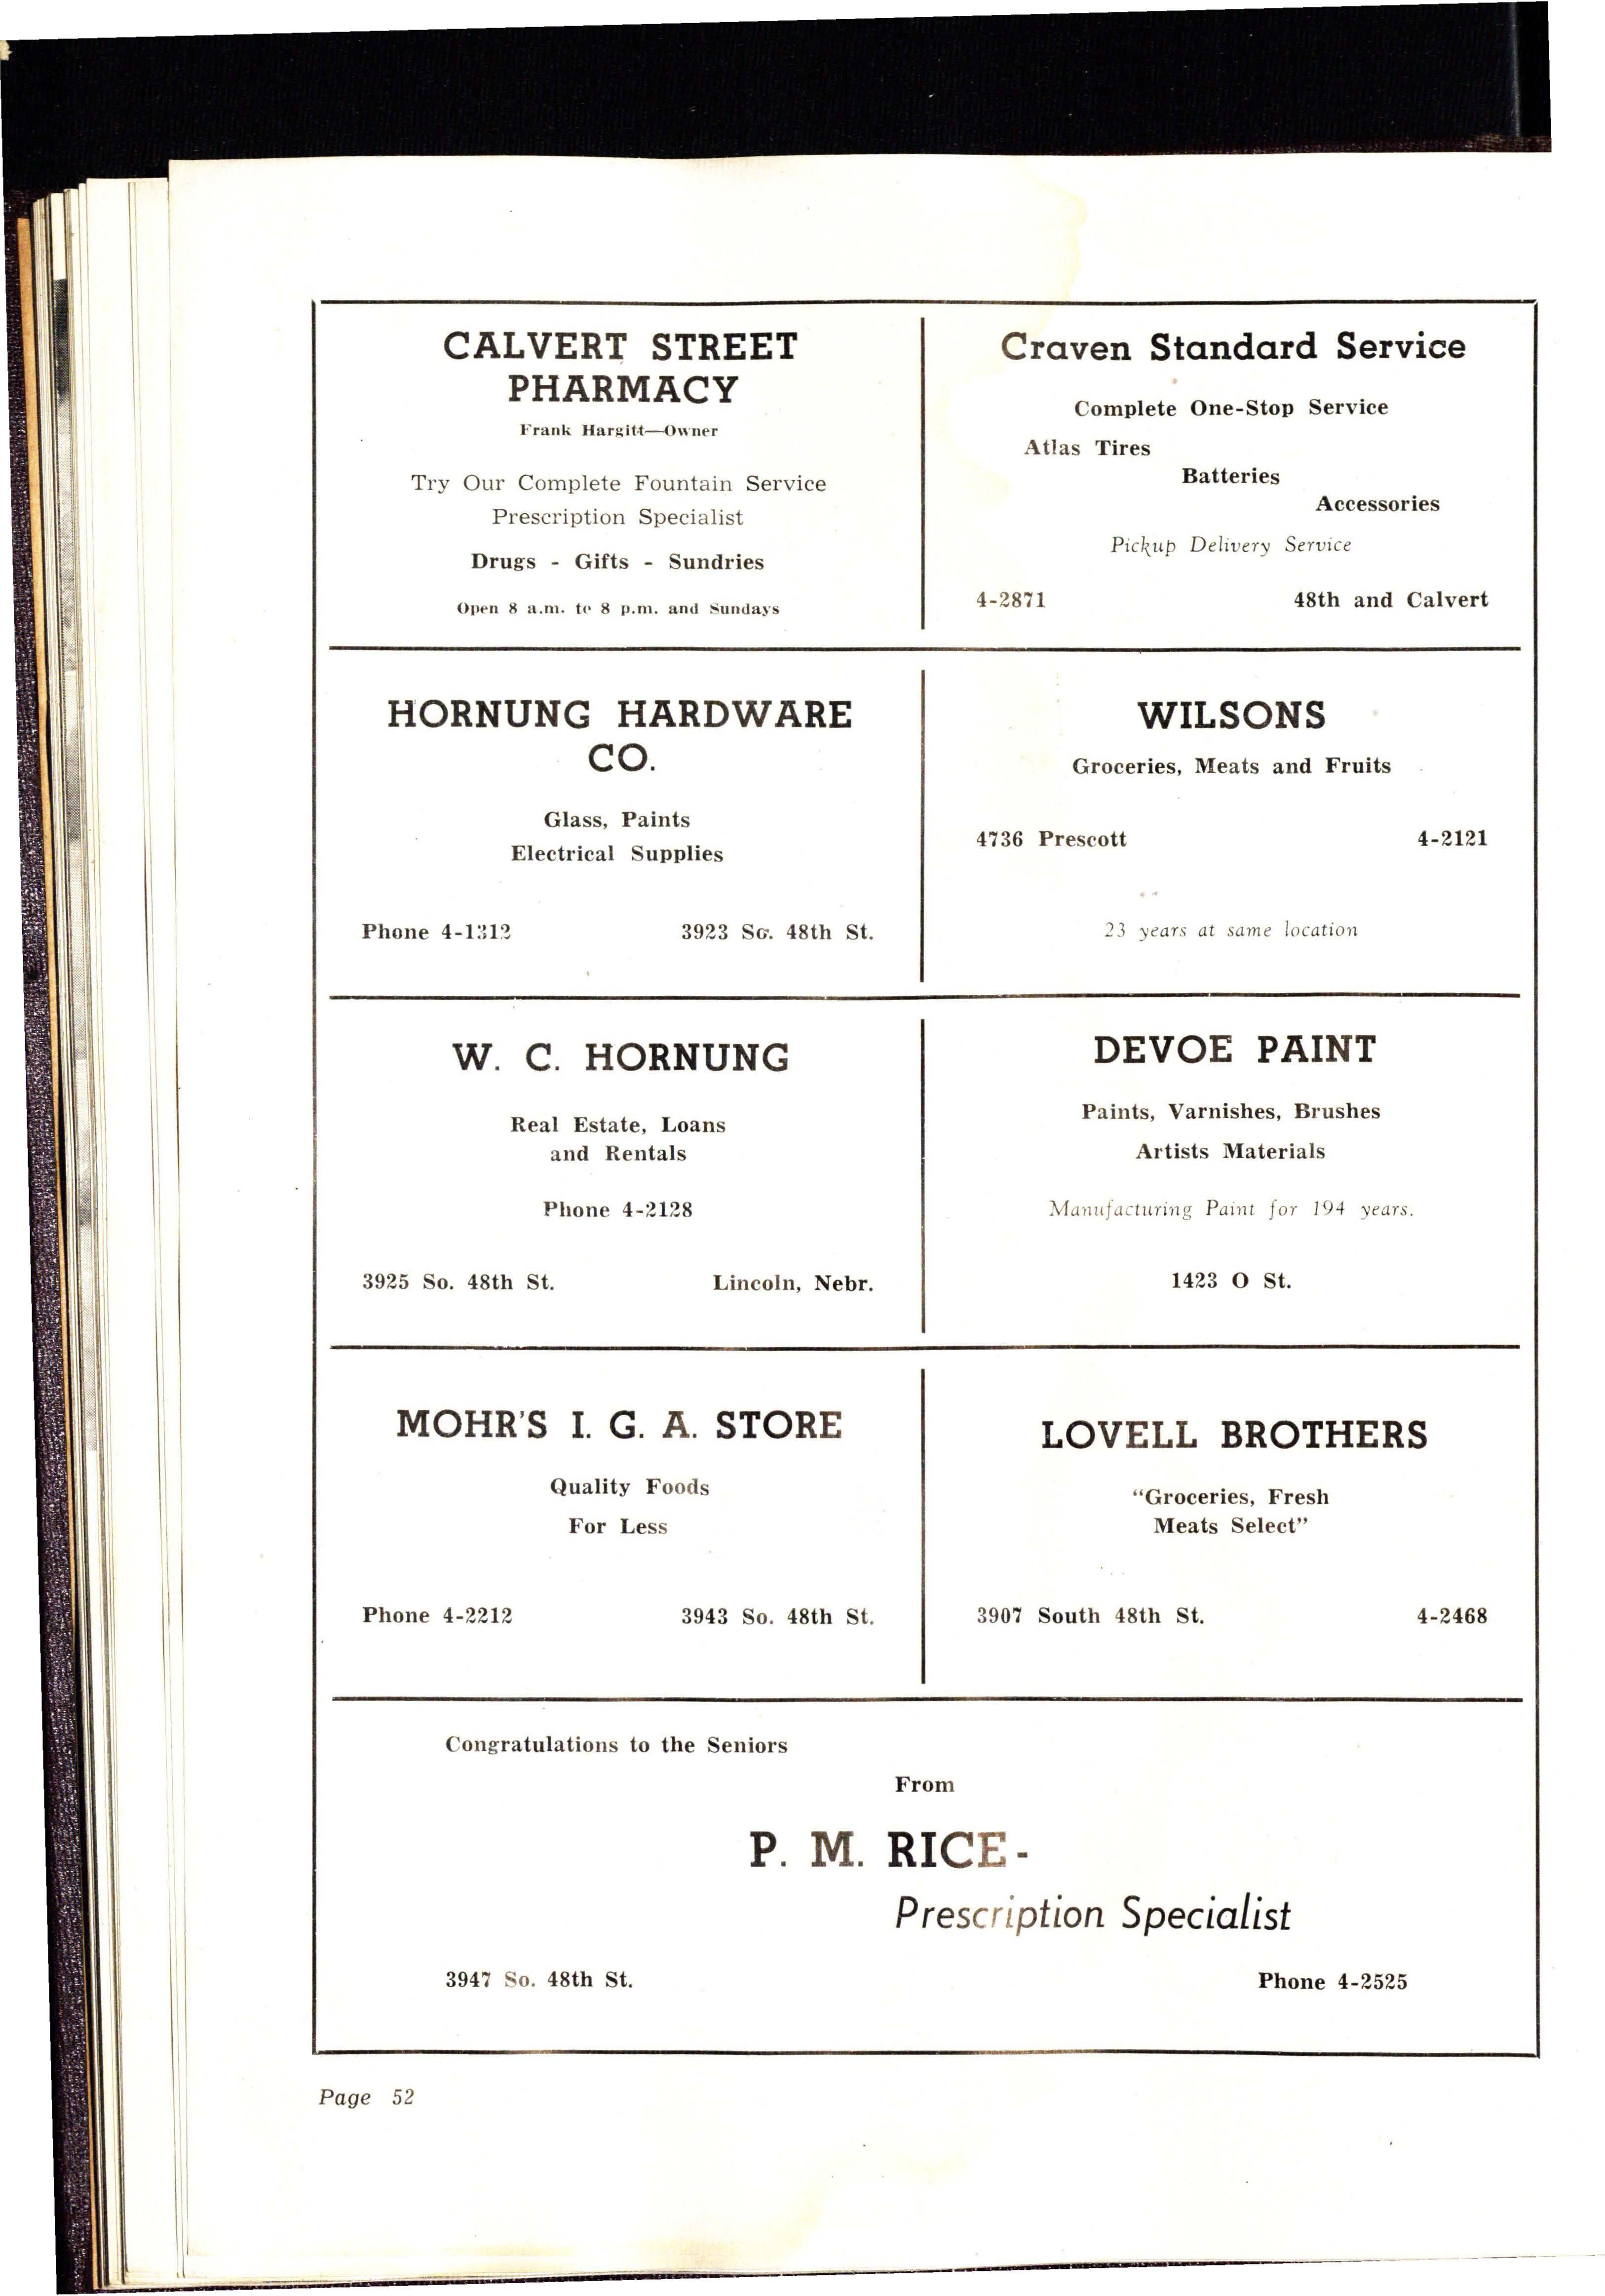 CALVERT STREET
PHARMACY
Frank Hargitt—Owner
Try Our Complete Fountain Service
Prescription Specialist
Drugs - Gifts - Sundries
Open 8 a.m. to 8 p.m. and Sundays
Craven Standard Service
Complete One-Stop Service
Atlas Tires
Batteries
Accessories
Pickup Delivery Service
4-2871 48th and Calvert
HORNUNG HARDWARE
CO.
Glass, Paints
Electrical Supplies
Phone 4-1312 3923 So. 48th St.
WILSONS
Groceries, Meats and Fruits
4736 Prescott 4-2121
23 years at same location
W. C. HORNUNG
Real Estate, Loans
and Rentals
Phone 4-2128
3925 So. 48th St. Lincoln, Nebr.
DEVOE PAINT
Paints, Varnishes, Brushes
Artists Materials
Manufacturing Paint for 194 years.
1423 O St.
MOHR'S I. G. A. STORE
Quality Foods
For Less
Phone 4-2212 3943 So. 48th St.
LOVELL BROTHERS
"Groceries, Fresh
Meats Select"
3907 South 48th St. 4-2468
Congratulations to the Seniors
From
P. M. RICE-
Prescription Specialist
3947 So. 48th St. Phone 4-2525
Page 52